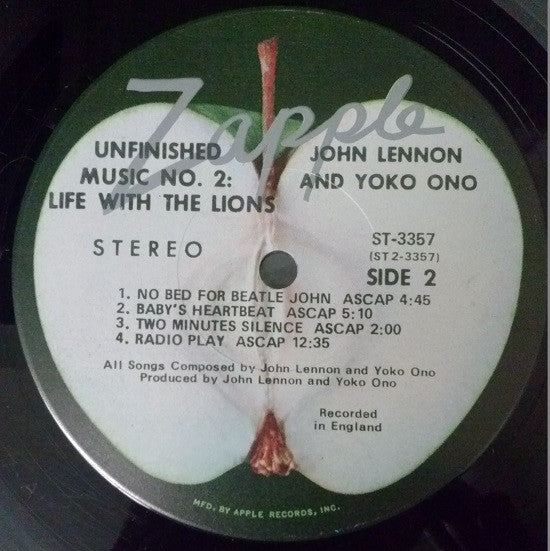 Zapple
UNFINISHED
MUSIC NO. 2:
LIFE WITH THE LIONS
JOHN LENNON
AND YOKO ONO
STEREO
ST-3357
(ST 2-3357)
SIDE 2
1. NO BED FOR BEATLE JOHN ASCAP 4:45
2. BABY'S HEARTBEAT ASCAP 5:10
3. TWO MINUTES SILENCE ASCAP 2:00
4. RADIO PLAY ASCAP 12:35
All Songs Composed by John Lennon and Yoko Ono
Produced by John Lennon and Yoko Ono
Recorded
in England
MFD. BY APPLE RECORDS, INC.